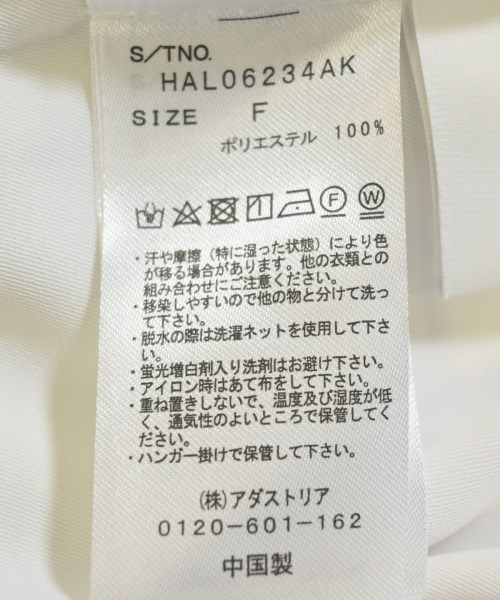 S/TNO.
HAL06234AK
SIZE F
ポリエステル 100%
F W
・汗や摩擦（特に湿った状態）により色
が移る場合があります。他の衣類との
組み合わせにご注意ください。
・移染しやすいので他の物と分けて洗っ
て下さい。
・脱水の際は洗濯ネットを使用して下さ
い。
・蛍光増白剤入り洗剤はお避け下さい。
・アイロン時はあて布をして下さい。
・重ね置きしないで、温度及び湿度が低
く、通気性のよいところで保管してく
ださい。
・ハンガー掛けで保管して下さい。
(株)アダストリア
0120-601-162
中国製